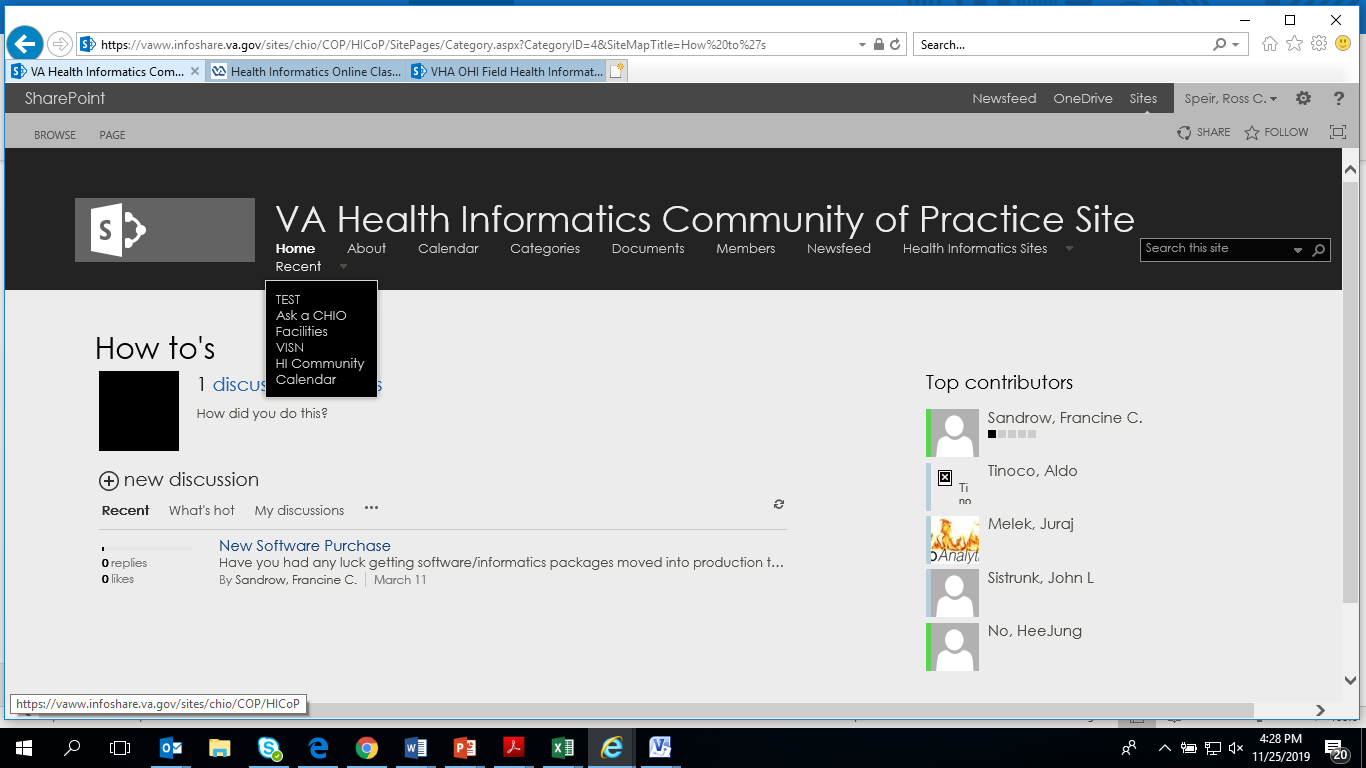 https://vaww.infoshare.va.gov/sites/chio/COP/HICoP/SitePages/Category.aspx?CategoryID=4&SiteMapTitle=How%20to%27s
Search...
VA Health Informatics Com...
Health Informatics Online Clas...
VHA OHI Field Health Informat...
SharePoint
Newsfeed OneDrive Sites
Speir, Ross C.
?
BROWSE PAGE
SHARE FOLLOW
S
VA Health Informatics Community of Practice Site
Home About Calendar Categories Documents Members Newsfeed Health Informatics Sites
Search this site
Recent
TEST
Ask a CHIO
Facilities
VISN
HI Community
Calendar
How to's
1 discus
s
How did you do this?
new discussion
Recent What's hot My discussions ...
New Software Purchase
Have you had any luck getting software/informatics packages moved into production t...
By Sandrow, Francine C. March 11
0 replies
0 likes
Top contributors
Sandrow, Francine C.
Tinoco, Aldo
Ti
no
Melek, Juraj
oAnalyt
Sistrunk, John L
No, HeeJung
https://vaww.infoshare.va.gov/sites/chio/COP/HICoP
4:28 PM
11/25/2019
20